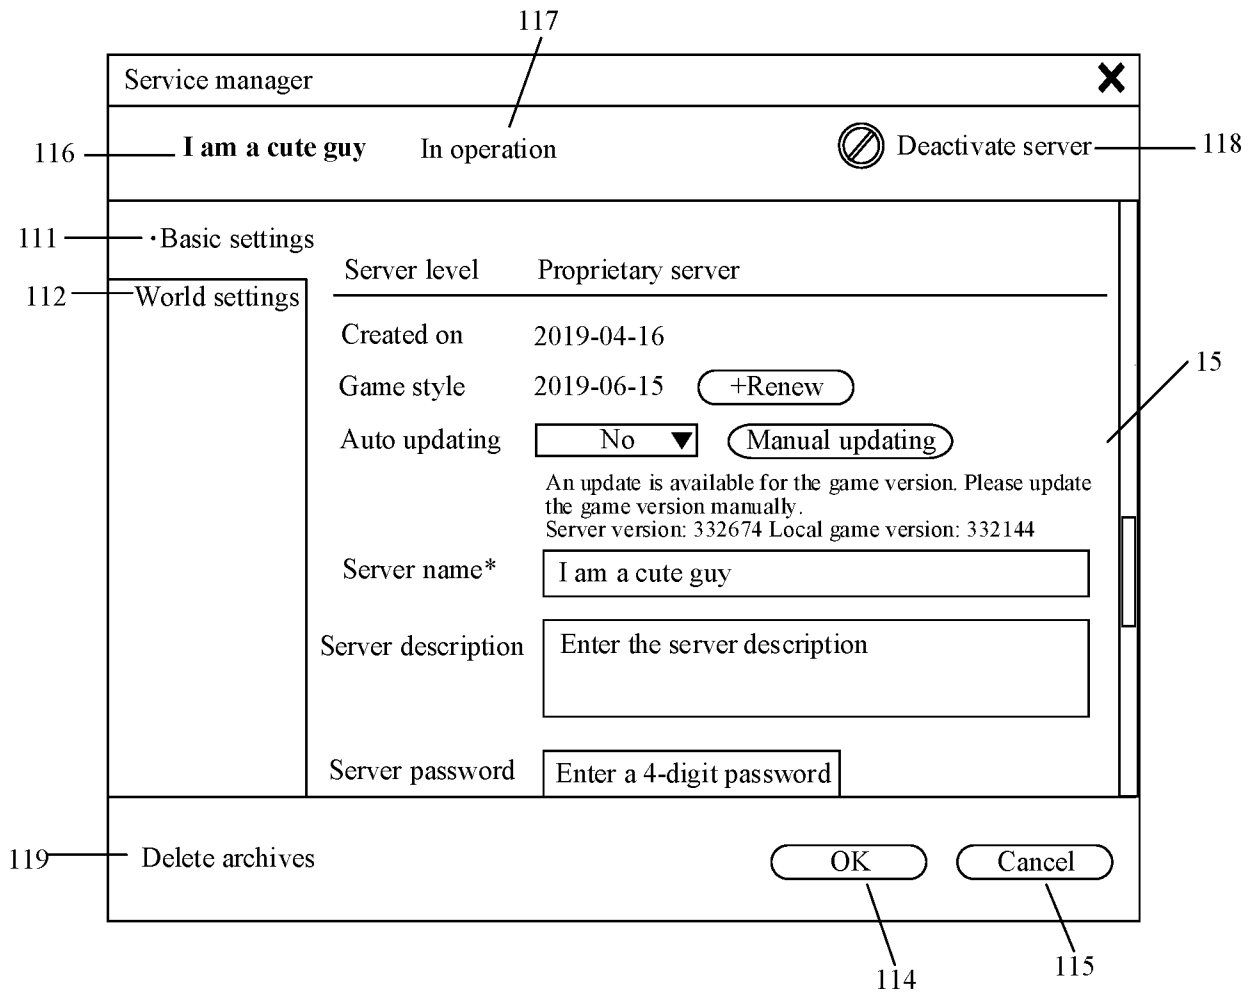 117
Service manager
116 I am a cute guy In operation Deactivate server 118
111 ·Basic settings
Server level Proprietary server
112 World settings
Created on 2019-04-16
15
Game style 2019-06-15 +Renew
Auto updating No Manual updating
An update is available for the game version. Please update
the game version manually.
Server version: 332674 Local game version: 332144
Server name* I am a cute guy
Server description Enter the server description
Server password Enter a 4-digit password
119 Delete archives OK Cancel
114 115